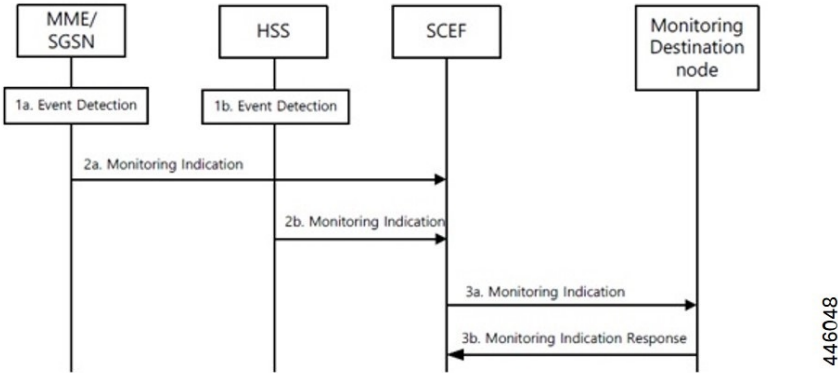 MME/
SGSN
HSS
SCEF
Monitoring
Destination
node
1a. Event Detection
1b. Event Detection
2a. Monitoring Indication
2b. Monitoring Indication
3a. Monitoring Indication
3b. Monitoring Indication Response
446048